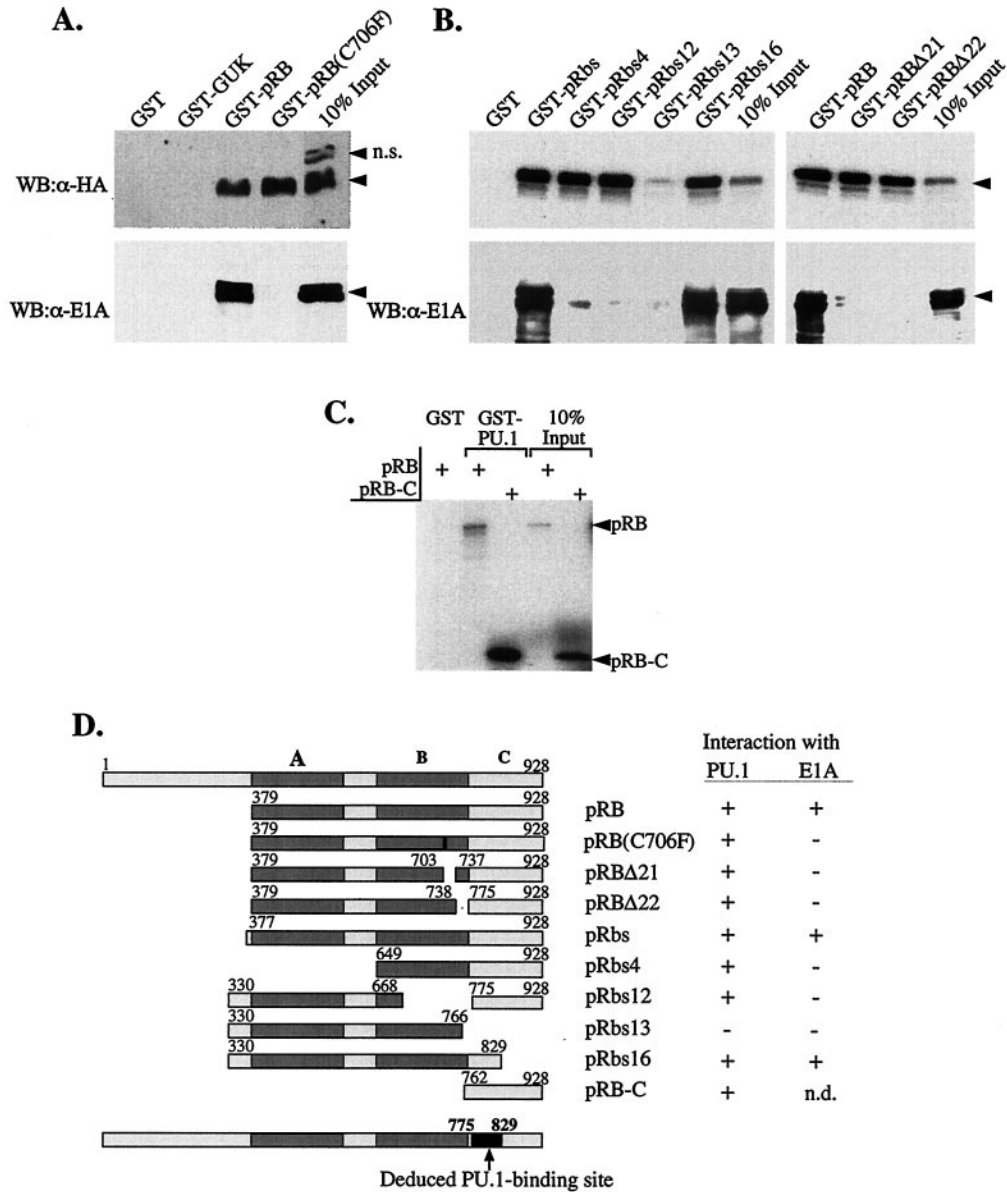 A.
GST
GST-GUK
GST-pRB
GST-pRB(C706F)
10% Input
WB:α-HA
n.s.
WB:α-E1A
B.
GST
GST-pRbs
GST-pRbs4
GST-pRbs12
GST-pRbs13
GST-pRbs16
10% Input
GST-pRB
GST-pRBΔ21
GST-pRBΔ22
10% Input
WB:α-E1A
C.
GST GST-PU.1 10% Input
pRB + + +
pRB-C + +
pRB
pRB-C
D.
Interaction with
PU.1 E1A
1 A B C 928
379 928 pRB + +
379 928 pRB(C706F) + -
379 703 737 928 pRBΔ21 + -
379 738 775 928 pRBΔ22 + -
377 928 pRbs + +
649 928 pRbs4 + -
330 668 775 928 pRbs12 + -
330 766 pRbs13 - -
330 829 pRbs16 + +
762 928 pRB-C + n.d.
775 829
Deduced PU.1-binding site